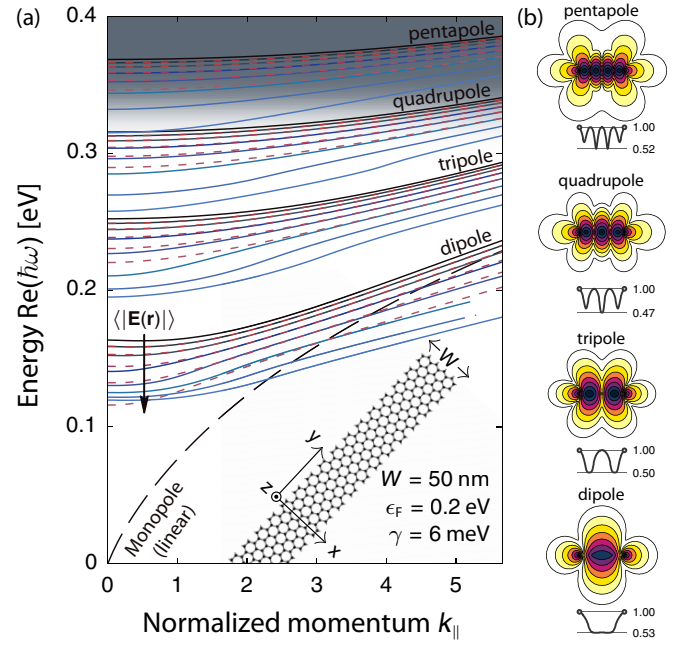 (a)
0.4
0.3
0.2
0.1
0
Energy Re(ħω) [eV]
pentapole
quadrupole
tripole
dipole
⟨|E(r)|⟩
Monopole
(linear)
W
y
z
x
W = 50 nm
ϵF = 0.2 eV
γ = 6 meV
0 1 2 3 4 5
Normalized momentum k∥
(b)
pentapole
1.00
0.52
quadrupole
1.00
0.47
tripole
1.00
0.50
dipole
1.00
0.53